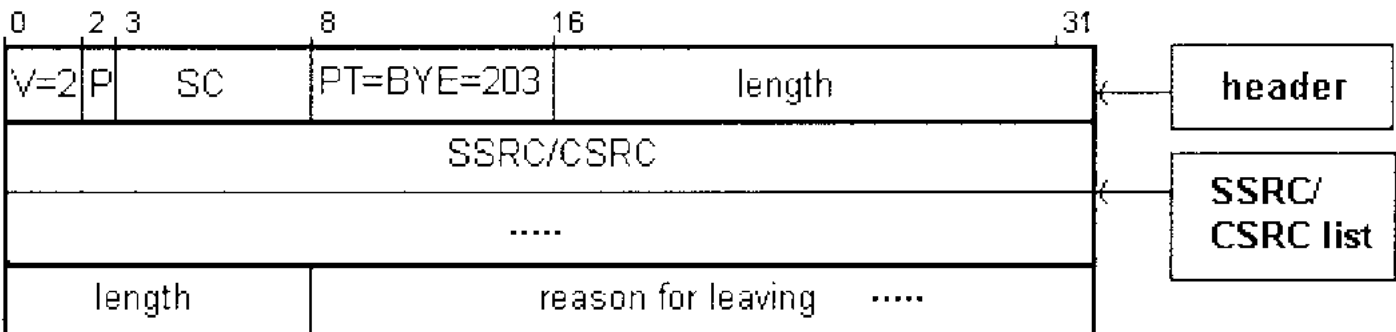 0 2 3 8 16 31
V=2 P SC PT=BYE=203 length
header
SSRC/CSRC
.....
SSRC/
CSRC list
length reason for leaving .....